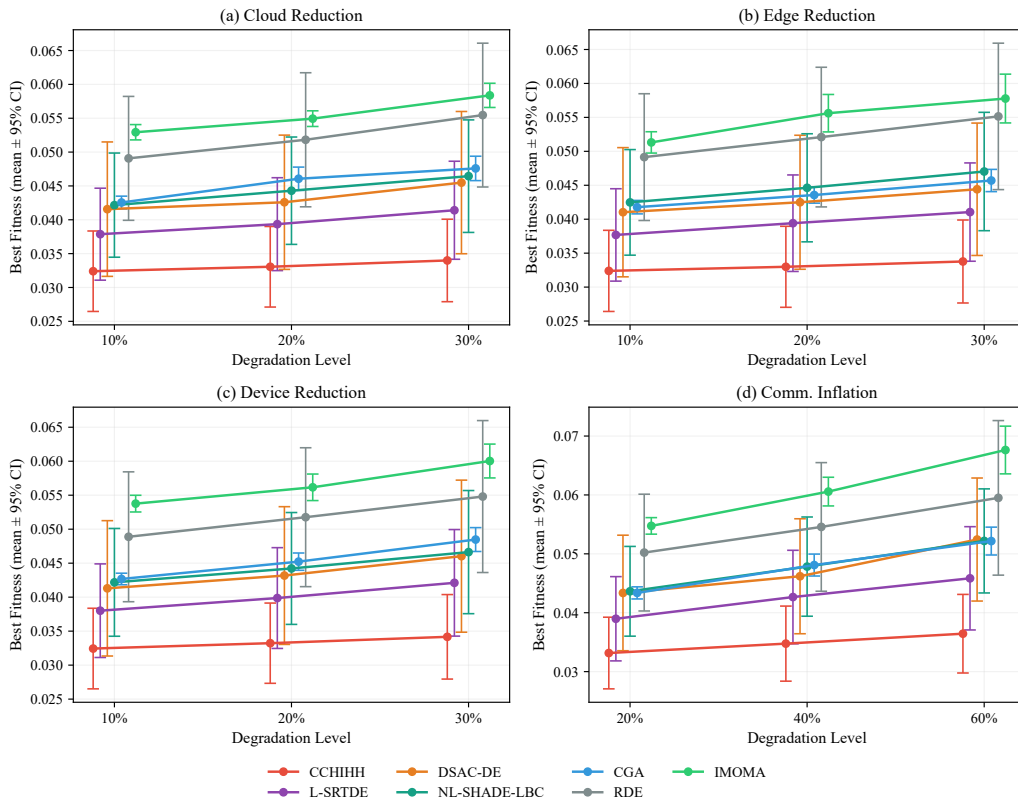 (a) Cloud Reduction
Best Fitness (mean ± 95% CI)
0.065
0.060
0.055
0.050
0.045
0.040
0.035
0.030
0.025
10%
20%
30%
Degradation Level
(b) Edge Reduction
Best Fitness (mean ± 95% CI)
0.065
0.060
0.055
0.050
0.045
0.040
0.035
0.030
0.025
10%
20%
30%
Degradation Level
(c) Device Reduction
Best Fitness (mean ± 95% CI)
0.065
0.060
0.055
0.050
0.045
0.040
0.035
0.030
0.025
10%
20%
30%
Degradation Level
(d) Comm. Inflation
Best Fitness (mean ± 95% CI)
0.07
0.06
0.05
0.04
0.03
20%
40%
60%
Degradation Level
CCHIHH
L-SRTDE
DSAC-DE
NL-SHADE-LBC
CGA
RDE
IMOMA